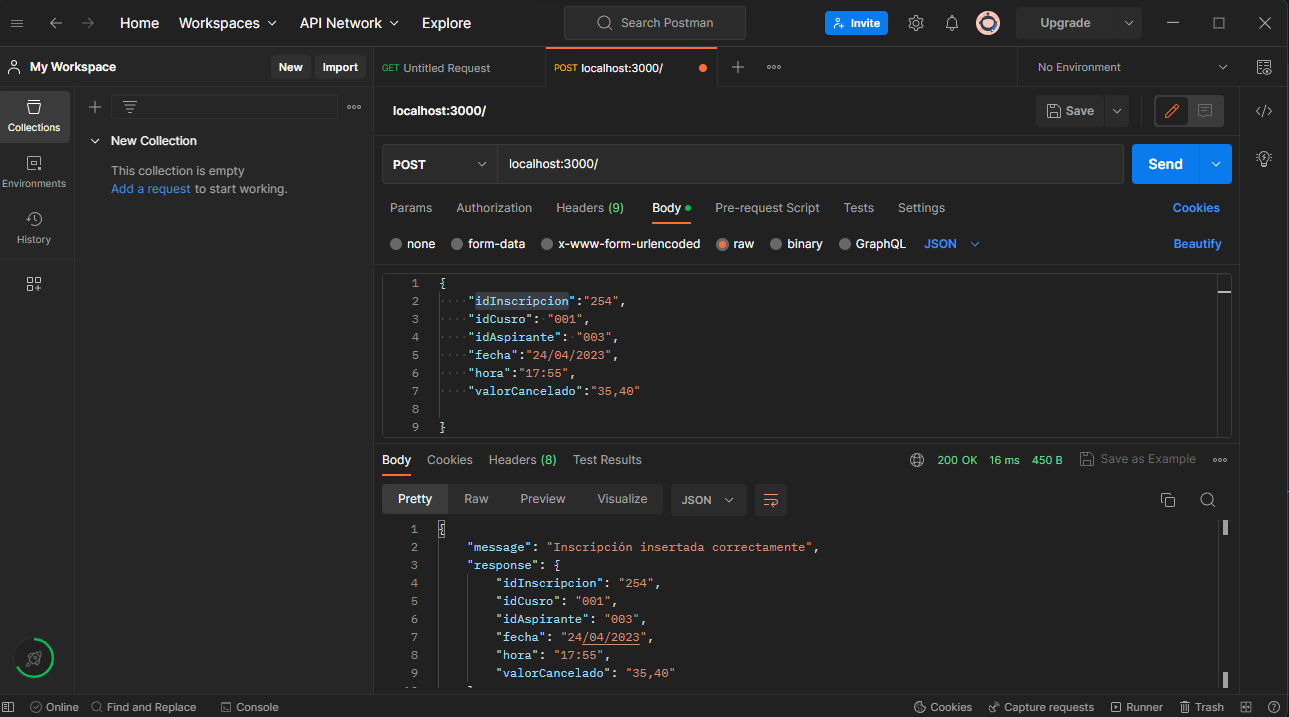 Home Workspaces API Network Explore Search Postman Invite Upgrade
My Workspace New Import GET Untitled Request POST localhost:3000/ No Environment
Collections
Environments
History
New Collection
This collection is empty
Add a request to start working.
localhost:3000/ Save
POST localhost:3000/ Send
Params Authorization Headers (9) Body Pre-request Script Tests Settings Cookies
none form-data x-www-form-urlencoded raw binary GraphQL JSON Beautify
1 {
2 "idInscripcion":"254",
3 "idCusro": "001",
4 "idAspirante": "003",
5 "fecha":"24/04/2023",
6 "hora":"17:55",
7 "valorCancelado":"35,40"
8
9 }
Body Cookies Headers (8) Test Results 200 OK 16 ms 450 B Save as Example
Pretty Raw Preview Visualize JSON
1 {
2 "message": "Inscripción insertada correctamente",
3 "response": {
4 "idInscripcion": "254",
5 "idCusro": "001",
6 "idAspirante": "003",
7 "fecha": "24/04/2023",
8 "hora": "17:55",
9 "valorCancelado": "35,40"
Online Find and Replace Console Cookies Capture requests Runner Trash